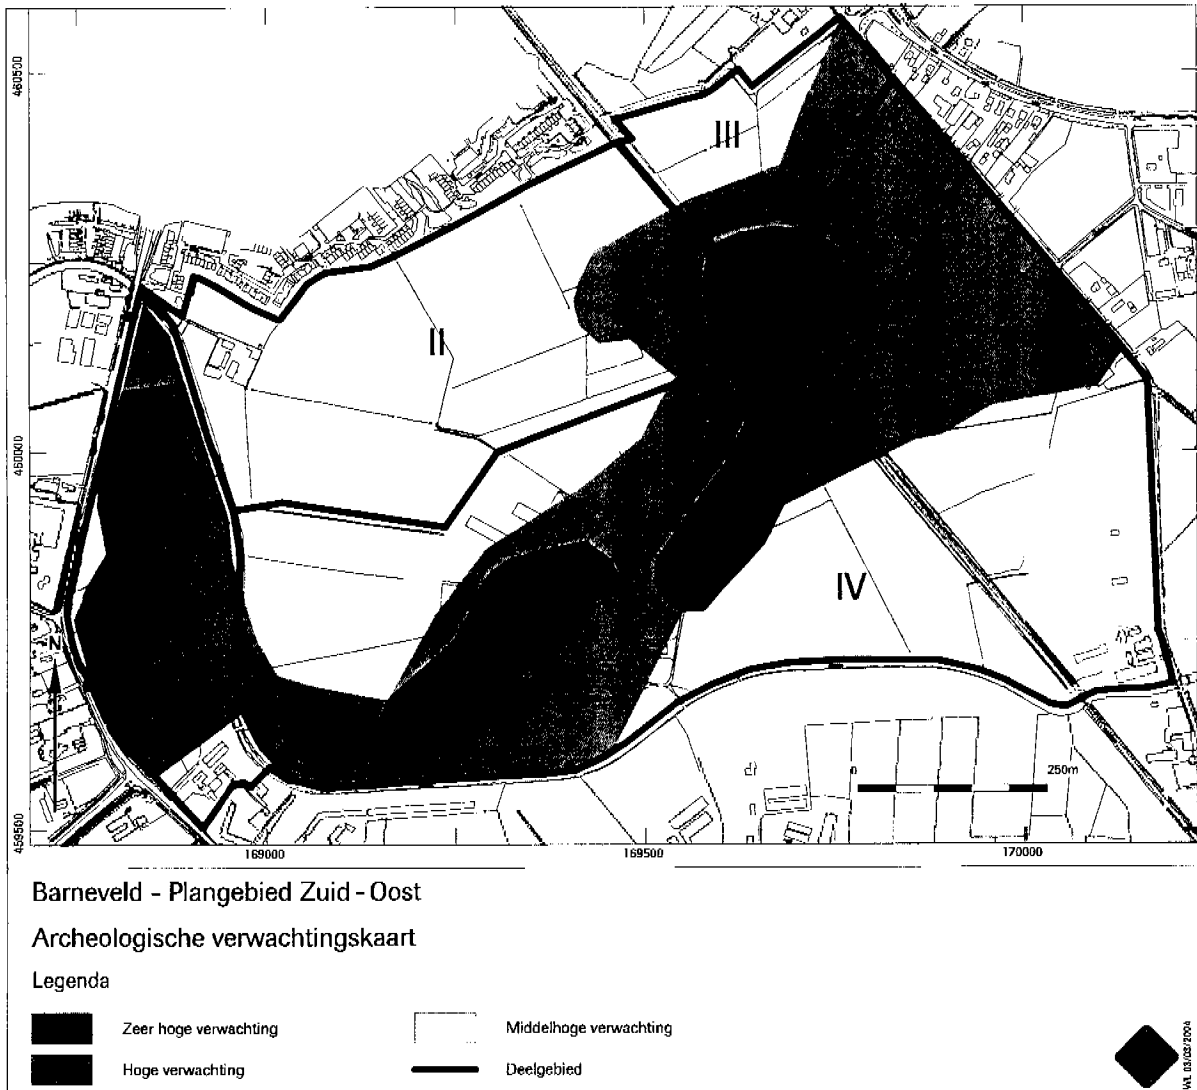 460500
III
II
460000
IV
N
0 250m
459500
169000 169500 170000
Barneveld - Plangebied Zuid-Oost
Archeologische verwachtingskaart
Legenda
Zeer hoge verwachting Middelhoge verwachting
Hoge verwachting Deelgebied